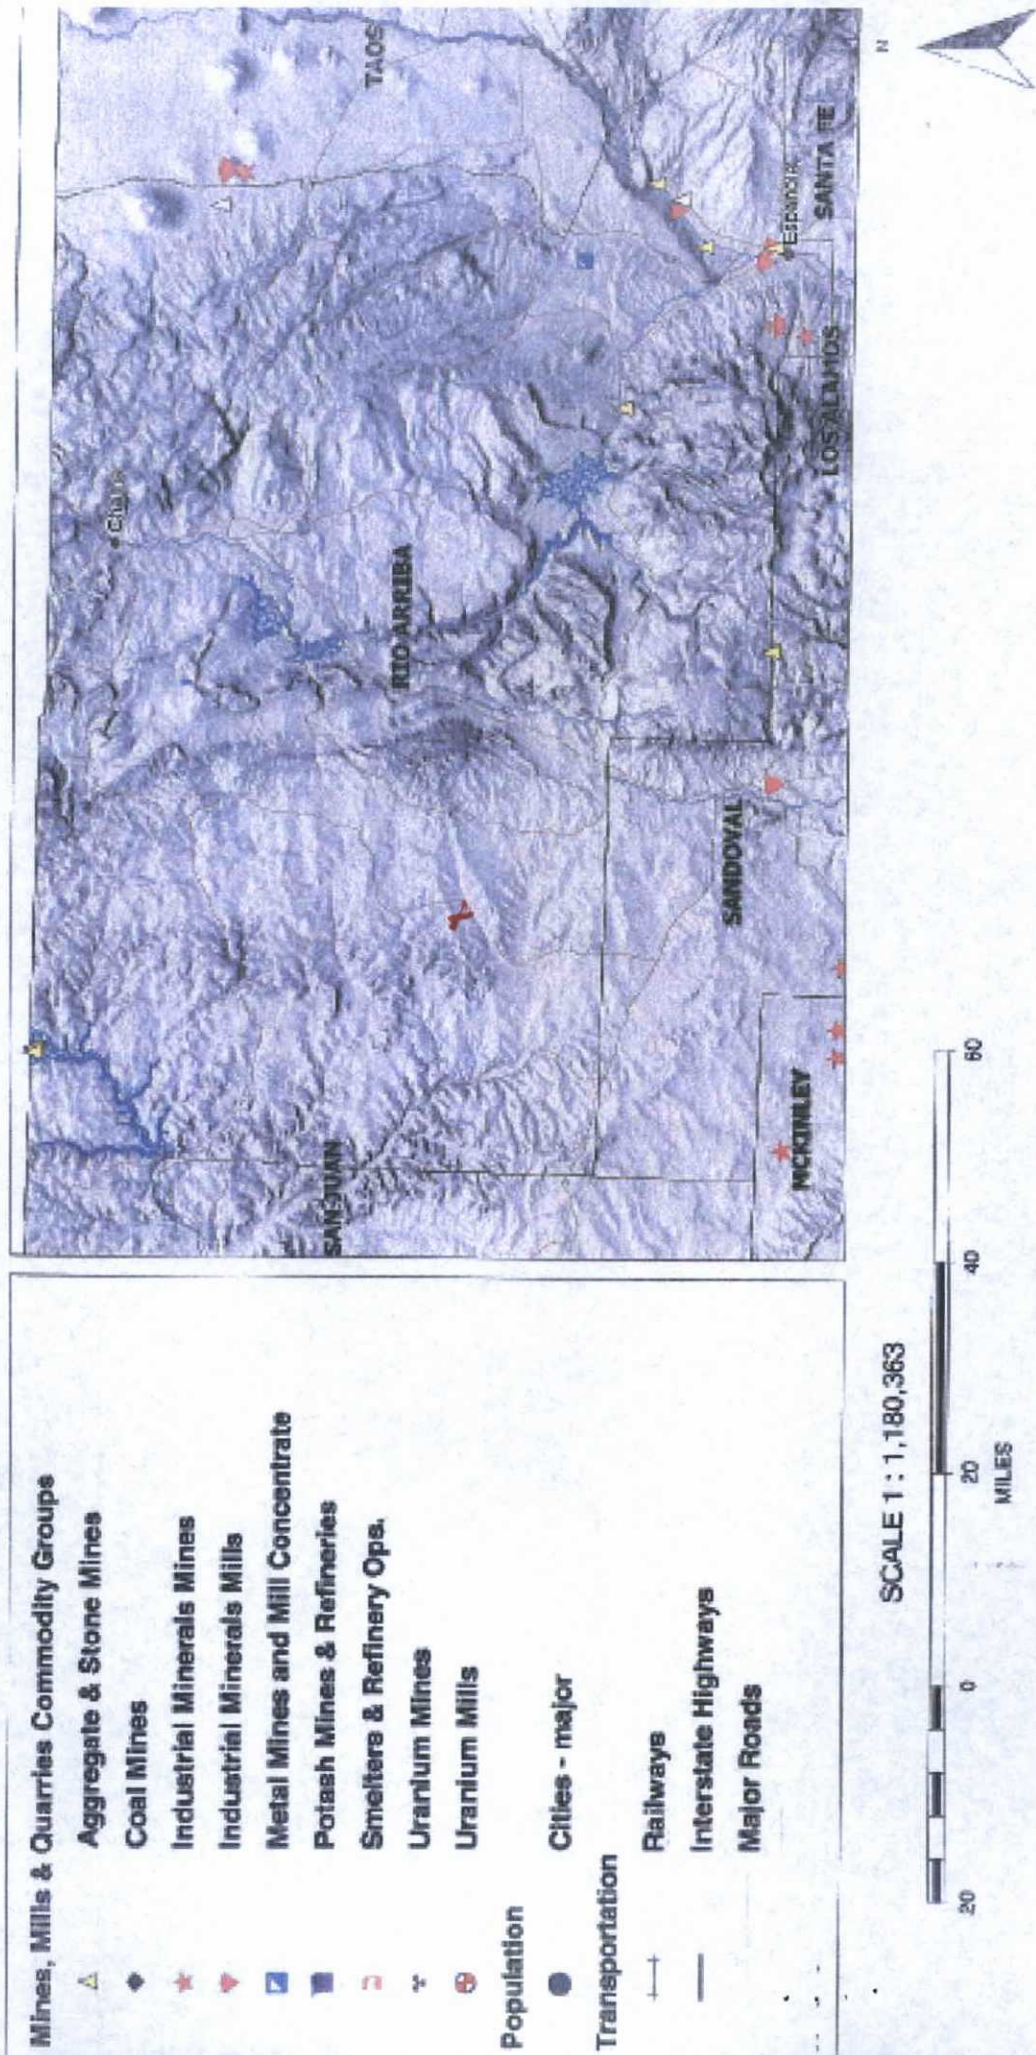 Mines, Mills & Quarries Commodity Groups
Aggregate & Stone Mines
Coal Mines
Industrial Minerals Mines
Industrial Minerals Mills
Metal Mines and Mill Concentrate
Potash Mines & Refineries
Smelters & Refinery Ops.
Uranium Mines
Uranium Mills
Population
Cities - major
Transportation
Railways
Interstate Highways
Major Roads
SAN JUAN
RIO ARRIBA
Chama
TAOS
MCKINLEY
SANDOVAL
LOS ALAMOS
Espanola
SANTA FE
SCALE 1 : 1,180,363
20 0 20 40 60
MILES
N